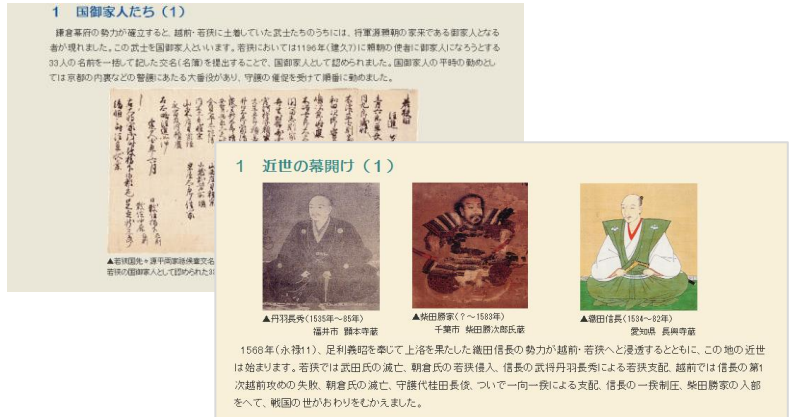 1 国御家人たち（1）
鎌倉幕府の勢力が確立すると、越前・若狭に土着していた武士たちのうちには、将軍源頼朝の家来である御家人となる
者が現れました。この武士を国御家人といいます。若狭においては1196年（建久7）に頼朝の使者に御家人になろうとする
33人の名前を一括して記した交名（名簿）を提出することで、国御家人として認められました。国御家人の平時の勤めとし
ては京都の内裏などの警護にあたる大番役があり、守護の催促を受けて順番に勤めました。
▲若狭国先々源平両家祗候輩交名
若狭の国御家人として認められた3
1 近世の幕開け（1）
▲丹羽長秀（1535年～85年）
福井市 顕本寺蔵
▲柴田勝家（？～1583年）
千葉市 柴田勝次郎氏蔵
▲織田信長（1534～82年）
愛知県 長興寺蔵
1568年（永禄11）、足利義昭を奉じて上洛を果たした織田信長の勢力が越前・若狭へと浸透するとともに、この地の近世
は始まります。若狭では武田氏の滅亡、朝倉氏の若狭侵入、信長の武将丹羽長秀による若狭支配、越前では信長の第1
次越前攻めの失敗、朝倉氏の滅亡、守護代桂田長俊、ついで一向一揆による支配、信長の一揆制圧、柴田勝家の入部
をへて、戦国の世がおわりをむかえました。